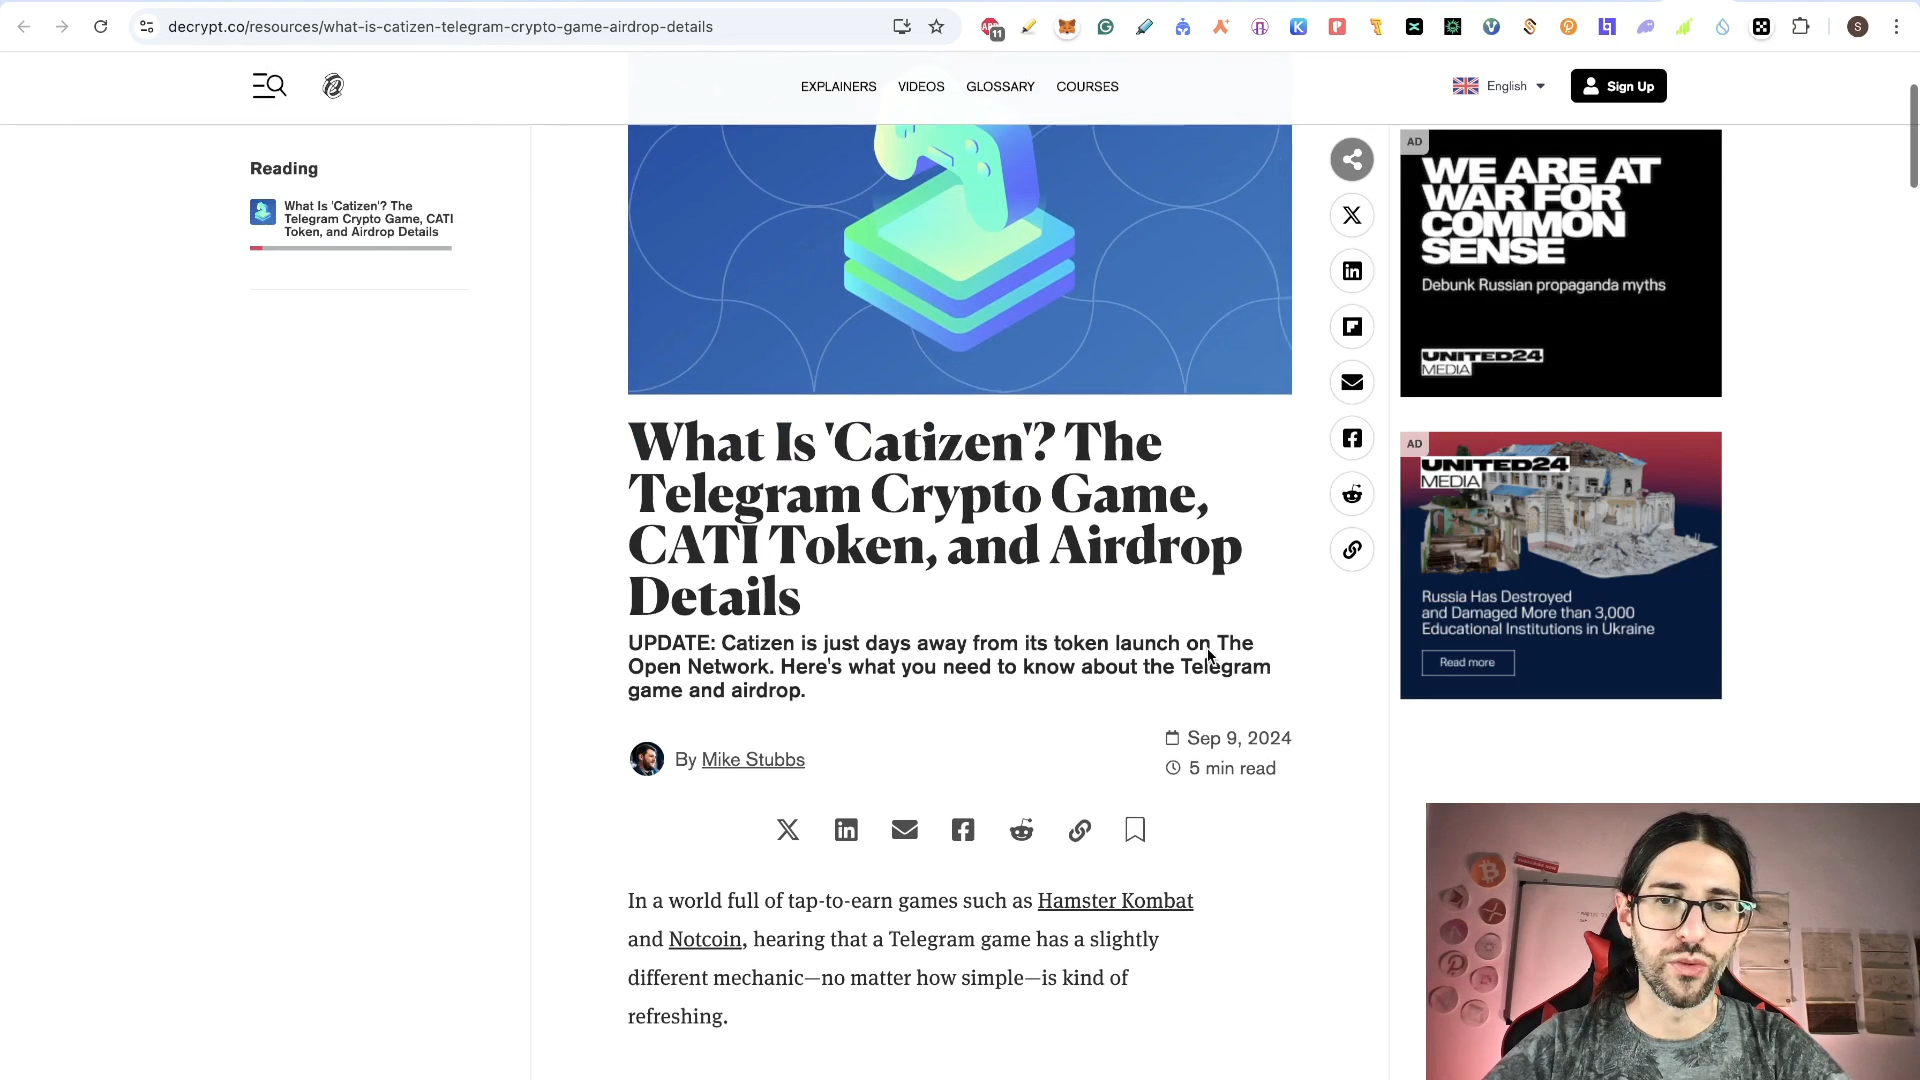 decrypt.co/resources/what-is-catizen-telegram-crypto-game-airdrop-details
11
S
EXPLAINERS
VIDEOS
GLOSSARY
COURSES
English
Sign Up
Reading
What Is 'Catizen'? The
Telegram Crypto Game, CATI
Token, and Airdrop Details
What Is 'Catizen'? The
Telegram Crypto Game,
CATI Token, and Airdrop
Details
UPDATE: Catizen is just days away from its token launch on The
Open Network. Here's what you need to know about the Telegram
game and airdrop.
By Mike Stubbs
Sep 9, 2024
5 min read
In a world full of tap-to-earn games such as Hamster Kombat
and Notcoin, hearing that a Telegram game has a slightly
different mechanic—no matter how simple—is kind of
refreshing.
AD
WE ARE AT
WAR FOR
COMMON
SENSE
Debunk Russian propaganda myths
UNITED24
MEDIA
AD
UNITED24
MEDIA
Russia Has Destroyed
and Damaged More than 3,000
Educational Institutions in Ukraine
Read more